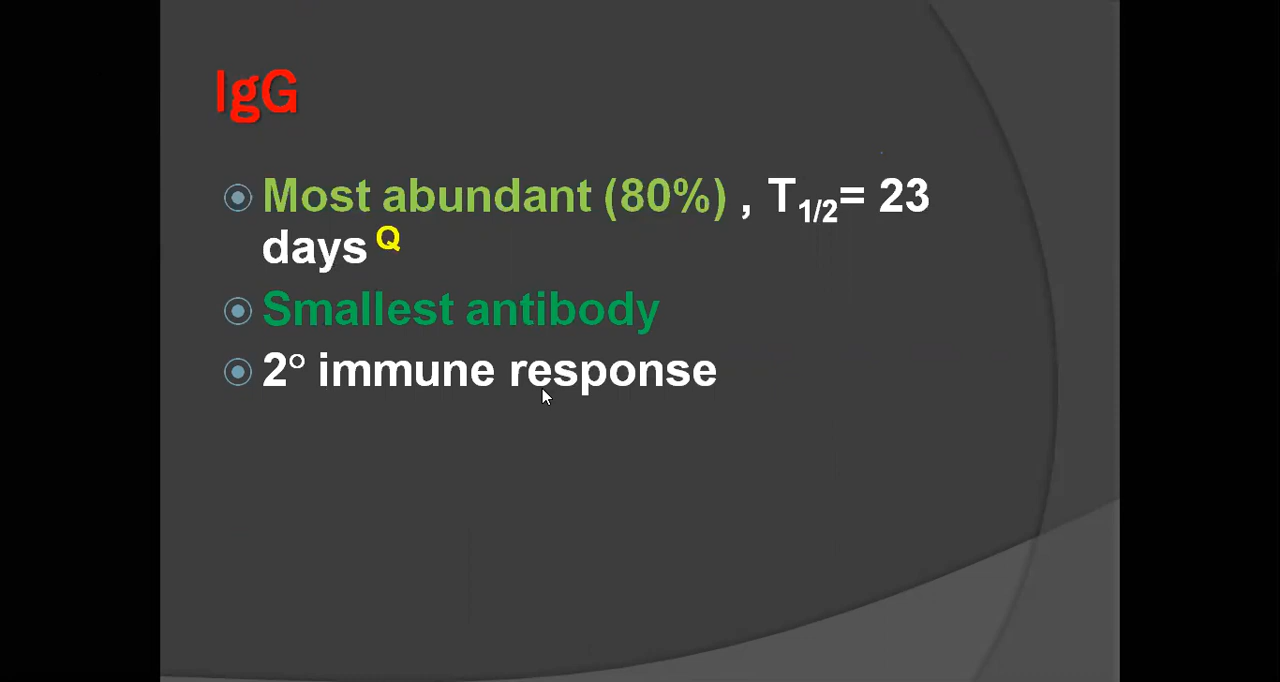 IgG
Most abundant (80%) , T1/2= 23
days Q
Smallest antibody
2° immune response